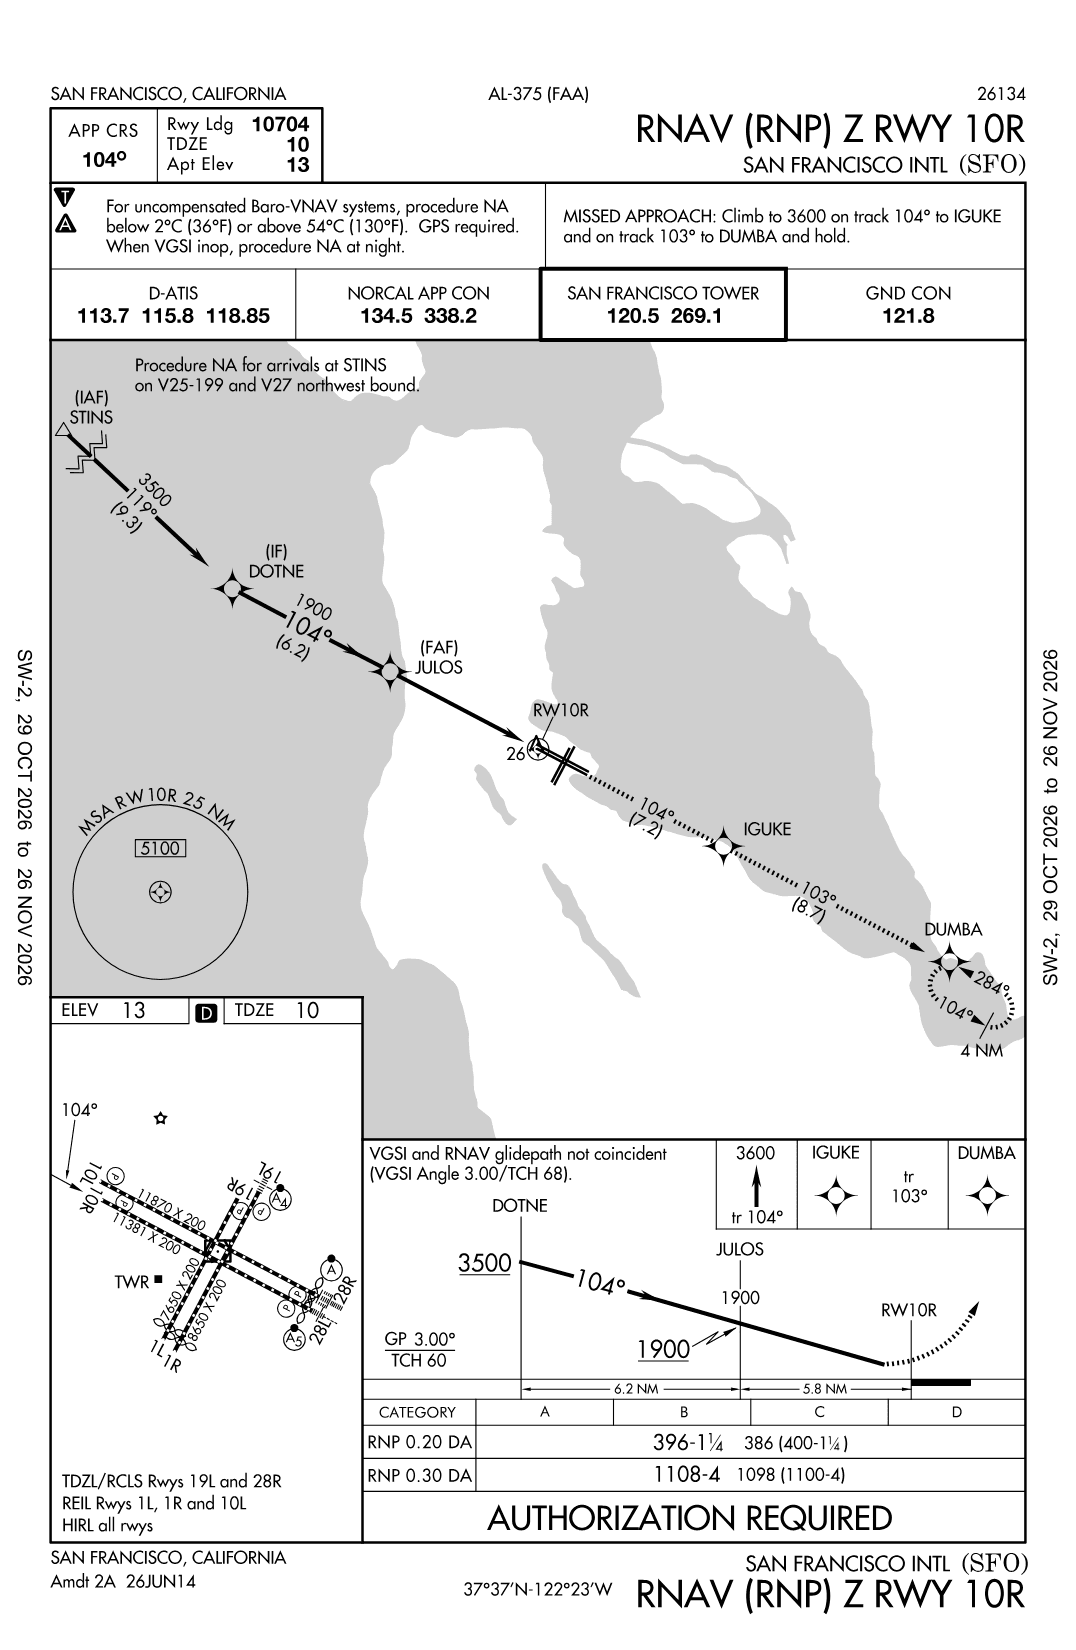 SAN FRANCISCO, CALIFORNIA
AL-375 (FAA)
26134
APP CRS
104°
Rwy Ldg 10704
TDZE 10
Apt Elev 13
RNAV (RNP) Z RWY 10R
SAN FRANCISCO INTL (SFO)
T
A
For uncompensated Baro-VNAV systems, procedure NA
below 2°C (36°F) or above 54°C (130°F). GPS required.
When VGSI inop, procedure NA at night.
MISSED APPROACH: Climb to 3600 on track 104° to IGUKE
and on track 103° to DUMBA and hold.
D-ATIS
113.7 115.8 118.85
NORCAL APP CON
134.5 338.2
SAN FRANCISCO TOWER
120.5 269.1
GND CON
121.8
Procedure NA for arrivals at STINS
on V25-199 and V27 northwest bound.
(IAF)
STINS
3500
119°
(9.3)
(IF)
DOTNE
1900
104°
(6.2)
(FAF)
JULOS
RW10R
26
104°
(7.2)
IGUKE
103°
(8.7)
DUMBA
284°
104°
4 NM
MSA RW10R 25 NM
5100
SW-2, 29 OCT 2026 to 26 NOV 2026
SW-2, 29 OCT 2026 to 26 NOV 2026
ELEV 13
D
TDZE 10
104°
10L
10R
P
P
11870 X 200
11381 X 200
19R
19L
A4
P
P
TWR
7650 X 200
8650 X 200
1L
1R
P
P
A
A5
28L
28R
TDZL/RCLS Rwys 19L and 28R
REIL Rwys 1L, 1R and 10L
HIRL all rwys
VGSI and RNAV glidepath not coincident
(VGSI Angle 3.00/TCH 68).
3600
tr 104°
IGUKE
tr
103°
DUMBA
DOTNE
3500
104°
JULOS
1900
1900
RW10R
GP 3.00°
TCH 60
6.2 NM
5.8 NM
CATEGORY A B C D
RNP 0.20 DA 396-1¼ 386 (400-1¼)
RNP 0.30 DA 1108-4 1098 (1100-4)
AUTHORIZATION REQUIRED
SAN FRANCISCO, CALIFORNIA
Amdt 2A 26JUN14
37°37'N-122°23'W
SAN FRANCISCO INTL (SFO)
RNAV (RNP) Z RWY 10R